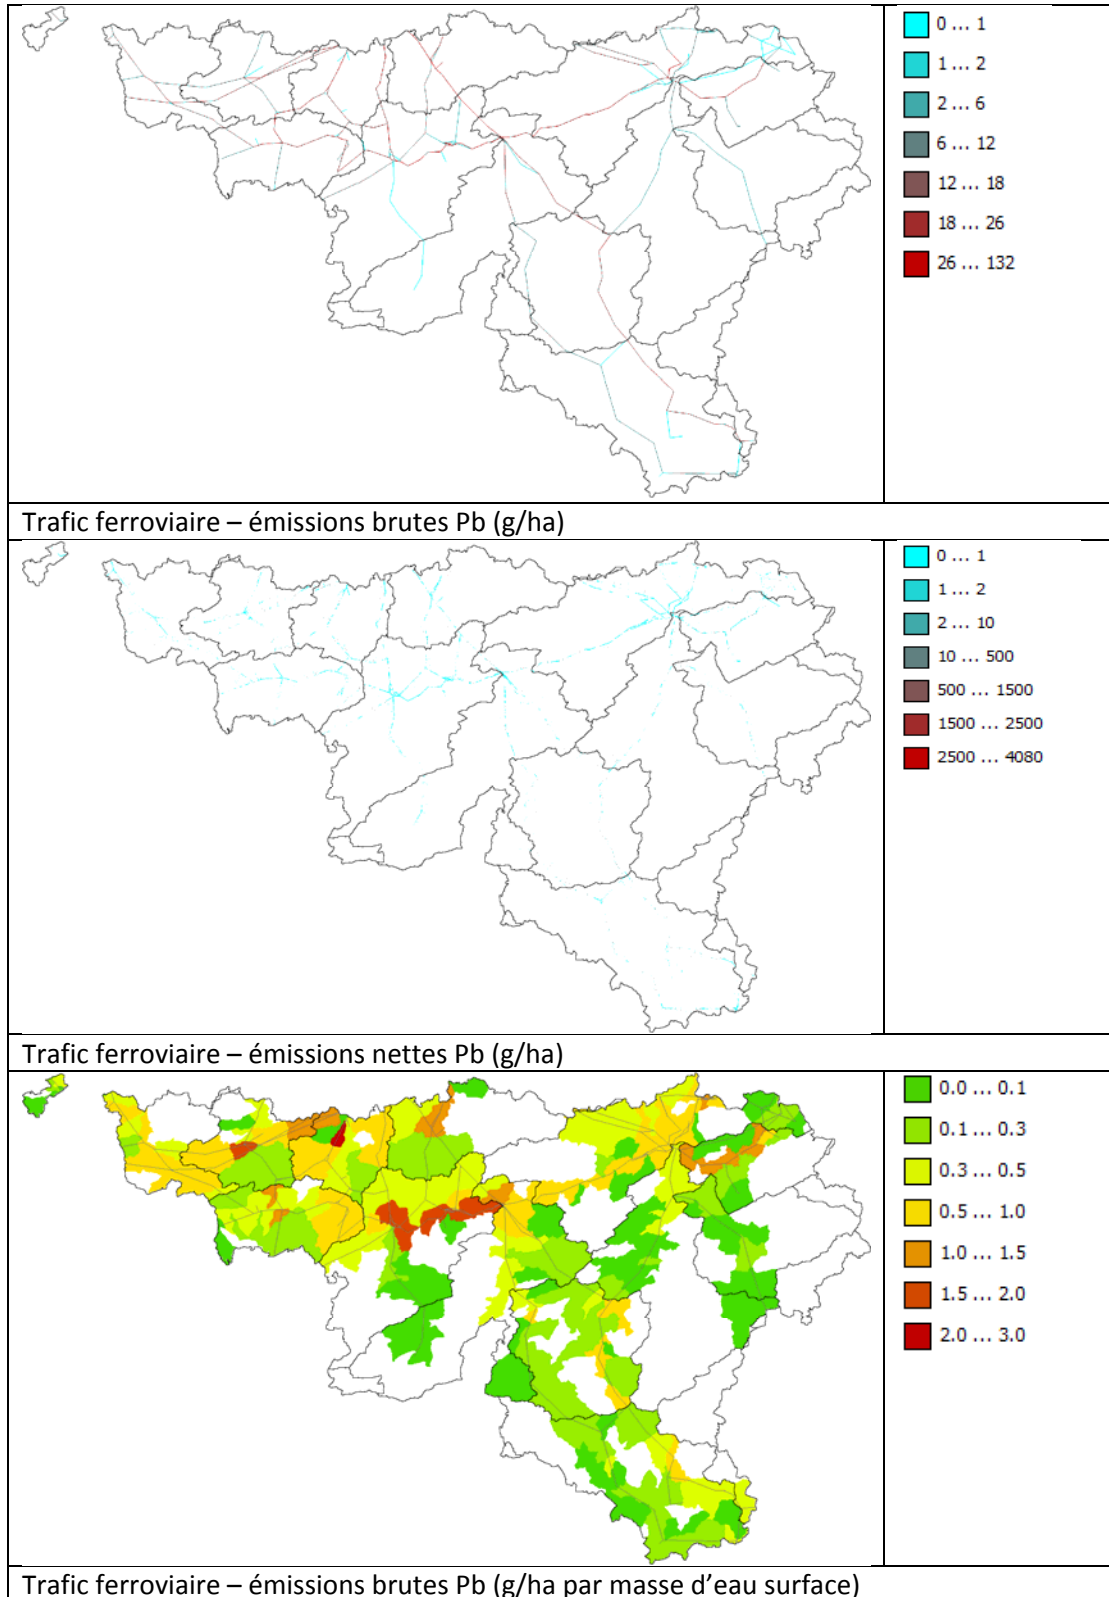 0 ... 1
1 ... 2
2 ... 6
6 ... 12
12 ... 18
18 ... 26
26 ... 132
Trafic ferroviaire – émissions brutes Pb (g/ha)
0 ... 1
1 ... 2
2 ... 10
10 ... 500
500 ... 1500
1500 ... 2500
2500 ... 4080
Trafic ferroviaire – émissions nettes Pb (g/ha)
0.0 ... 0.1
0.1 ... 0.3
0.3 ... 0.5
0.5 ... 1.0
1.0 ... 1.5
1.5 ... 2.0
2.0 ... 3.0
Trafic ferroviaire – émissions brutes Pb (g/ha par masse d'eau surface)